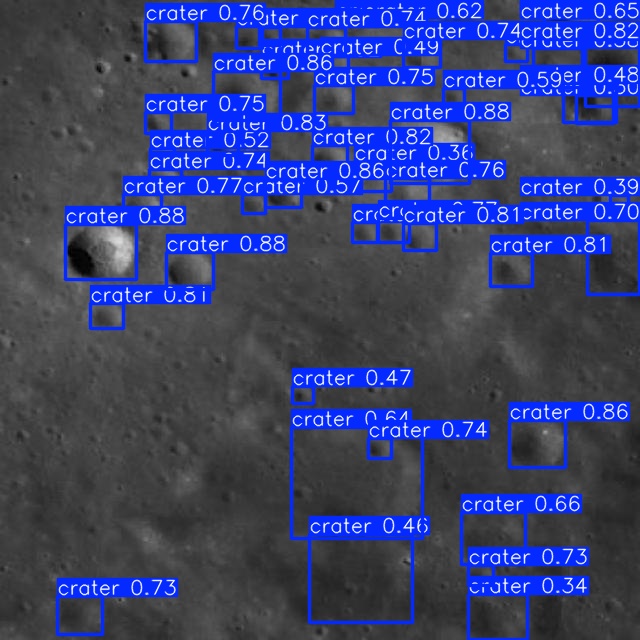 crater 0.76
crater 0.74
0.62
crater 0.65
crater 0.74
crater 0.82
0.49
crater 0.86
crater 0.75
crater 0.59
0.48
crater 0.75
crater 0.88
crater 0.83
crater 0.52
crater 0.82
crater 0.36
crater 0.74
crater 0.86
crater 0.76
crater 0.77
0.57
crater 0.39
crater 0.88
crater 0.81
crater 0.70
crater 0.88
crater 0.81
crater 0.81
crater 0.47
crater 0.64
crater 0.74
crater 0.86
crater 0.46
crater 0.66
crater 0.73
crater 0.73
crater 0.34